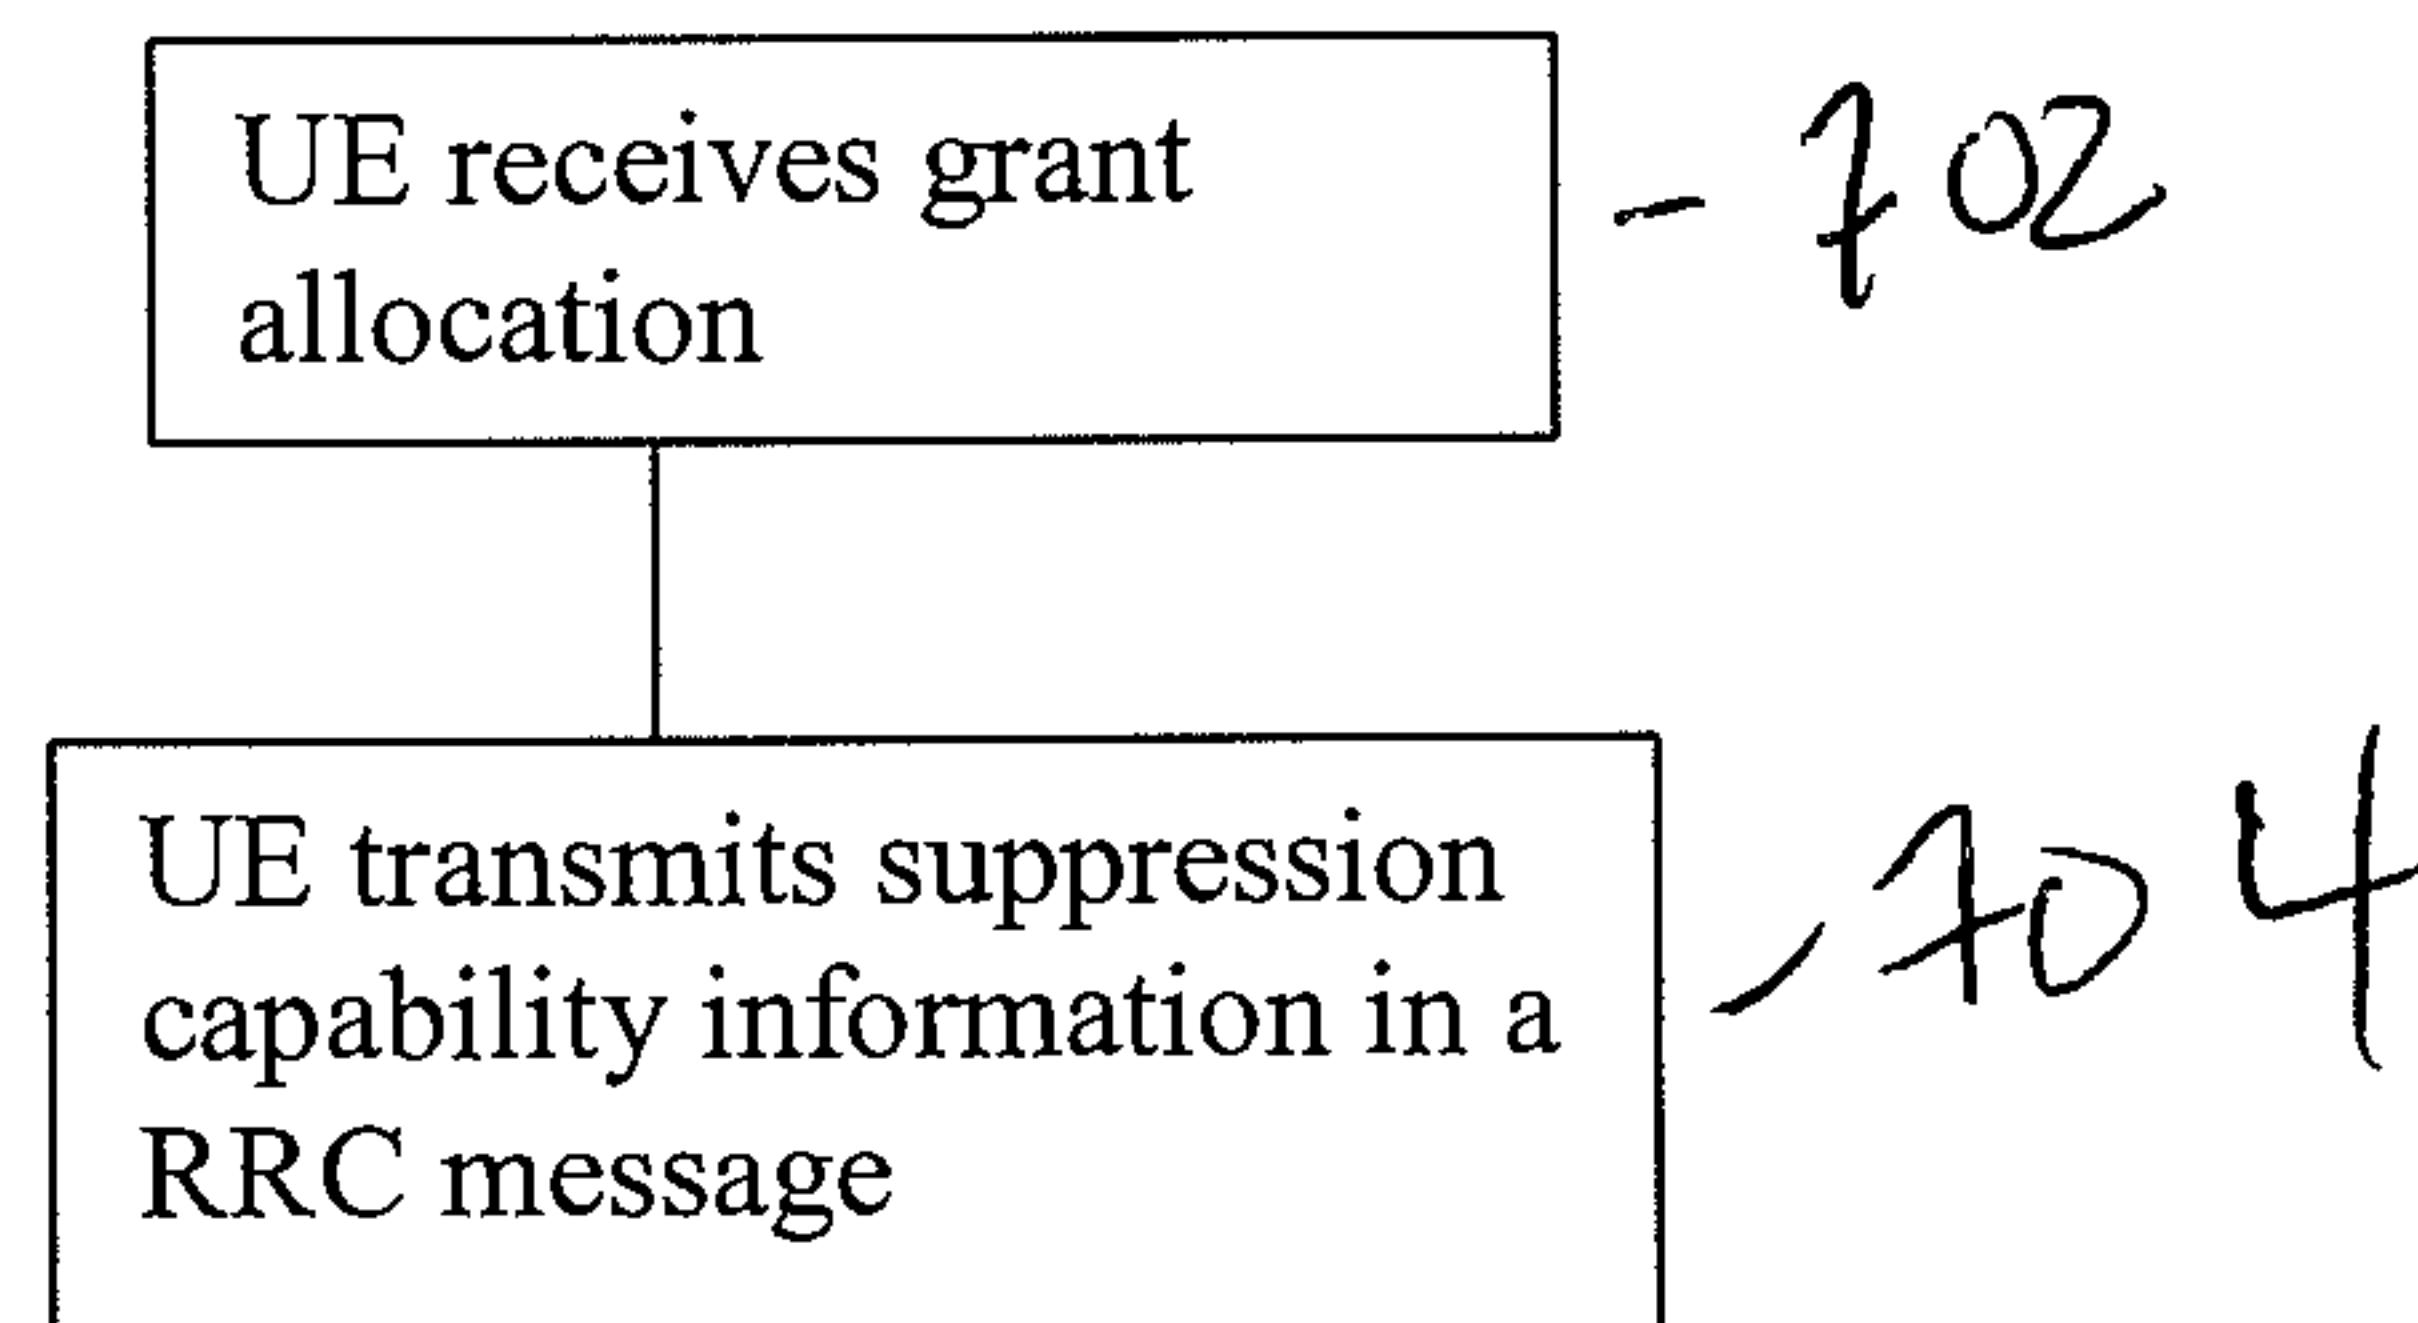 UE receives grant
allocation
- 702
UE transmits suppression
capability information in a
RRC message
704